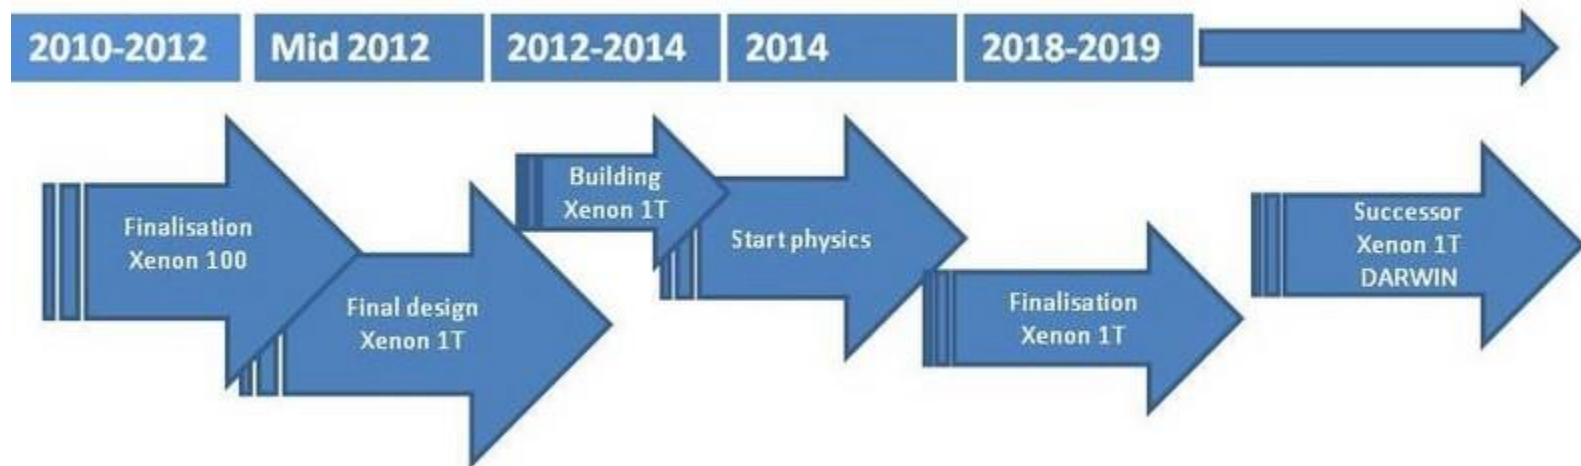 2010-2012
Mid 2012
2012-2014
2014
2018-2019
Finalisation
Xenon 100
Final design
Xenon 1T
Building
Xenon 1T
Start physics
Finalisation
Xenon 1T
Successor
Xenon 1T
DARWIN